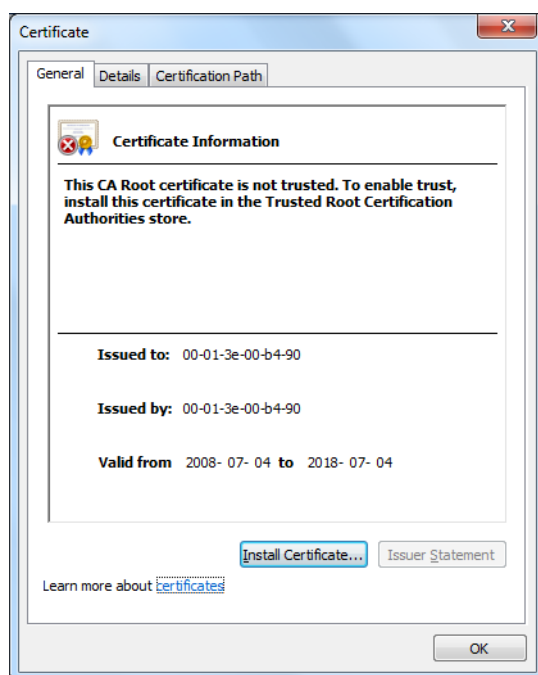 Certificate
General Details Certification Path
Certificate Information
This CA Root certificate is not trusted. To enable trust,
install this certificate in the Trusted Root Certification
Authorities store.
Issued to: 00-01-3e-00-b4-90
Issued by: 00-01-3e-00-b4-90
Valid from 2008- 07- 04 to 2018- 07- 04
Install Certificate... Issuer Statement
Learn more about certificates
OK